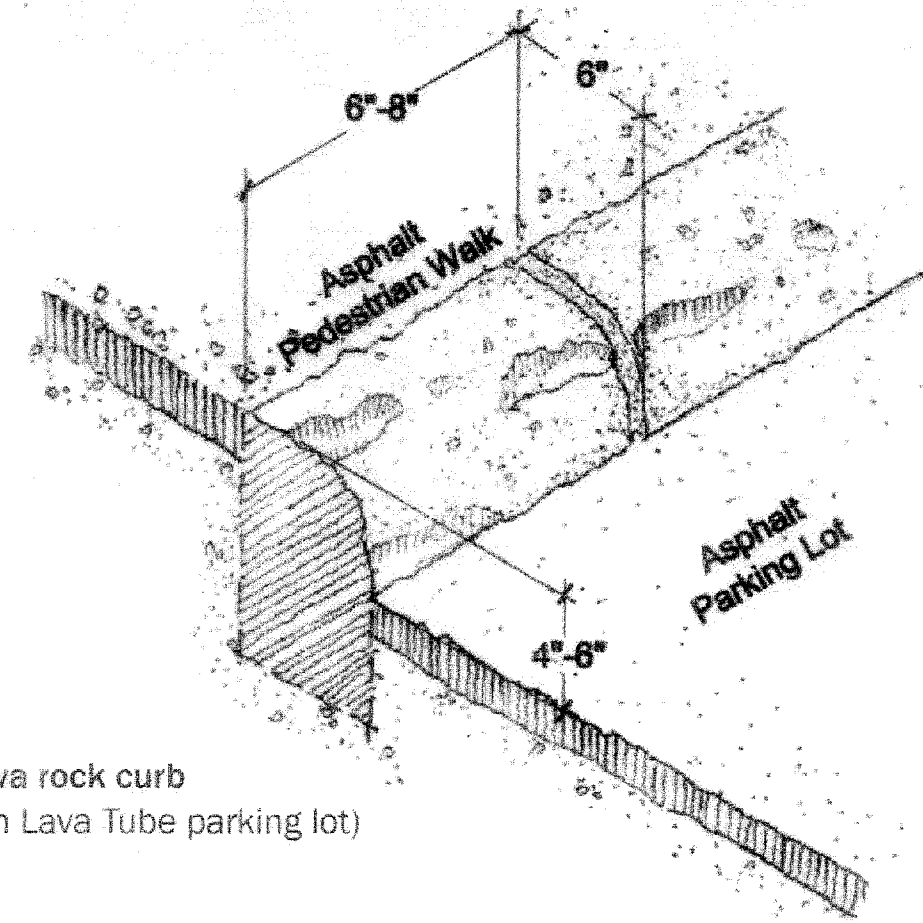 6"-8"
6"
Asphalt
Pedestrian Walk
Asphalt
Parking Lot
4"-6"
rock curb
Lava Tube parking lot)